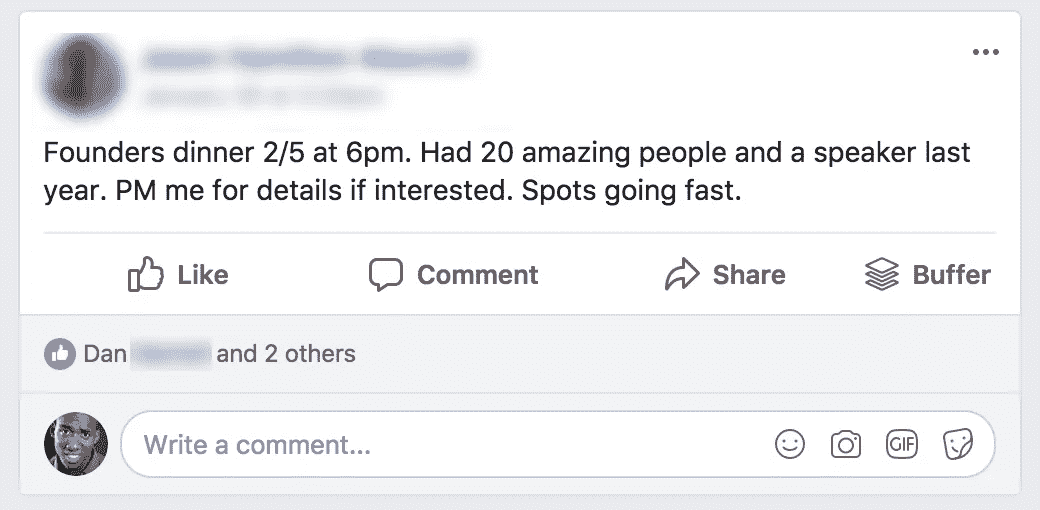 Founders dinner 2/5 at 6pm. Had 20 amazing people and a speaker last
year. PM me for details if interested. Spots going fast.
Like Comment Share Buffer
Dan and 2 others
Write a comment... GIF